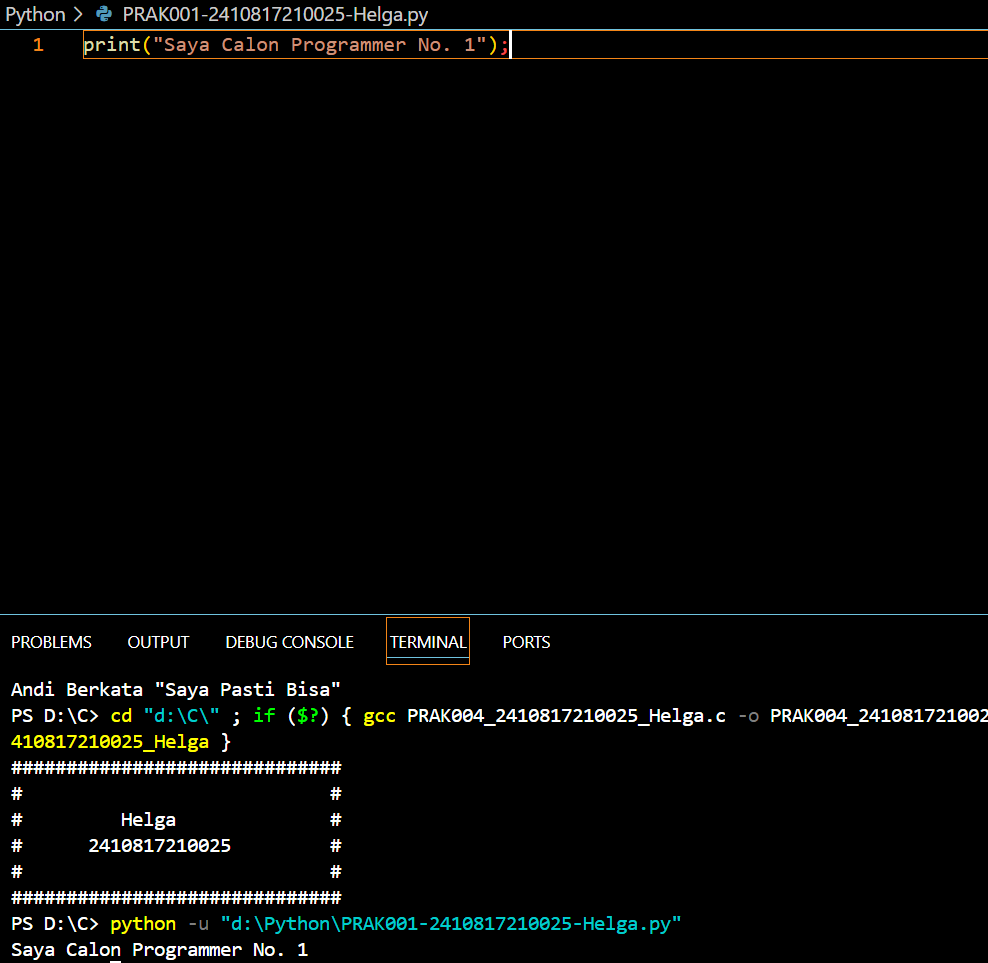 Python > PRAK001-2410817210025-Helga.py
1 print("Saya Calon Programmer No. 1");
PROBLEMS OUTPUT DEBUG CONSOLE TERMINAL PORTS
Andi Berkata "Saya Pasti Bisa"
PS D:\C> cd "d:\C\" ; if ($?) { gcc PRAK004_2410817210025_Helga.c -o PRAK004_241081721002
410817210025_Helga }
##############################
#                            #
#         Helga              #
#      2410817210025         #
#                            #
##############################
PS D:\C> python -u "d:\Python\PRAK001-2410817210025-Helga.py"
Saya Calon Programmer No. 1